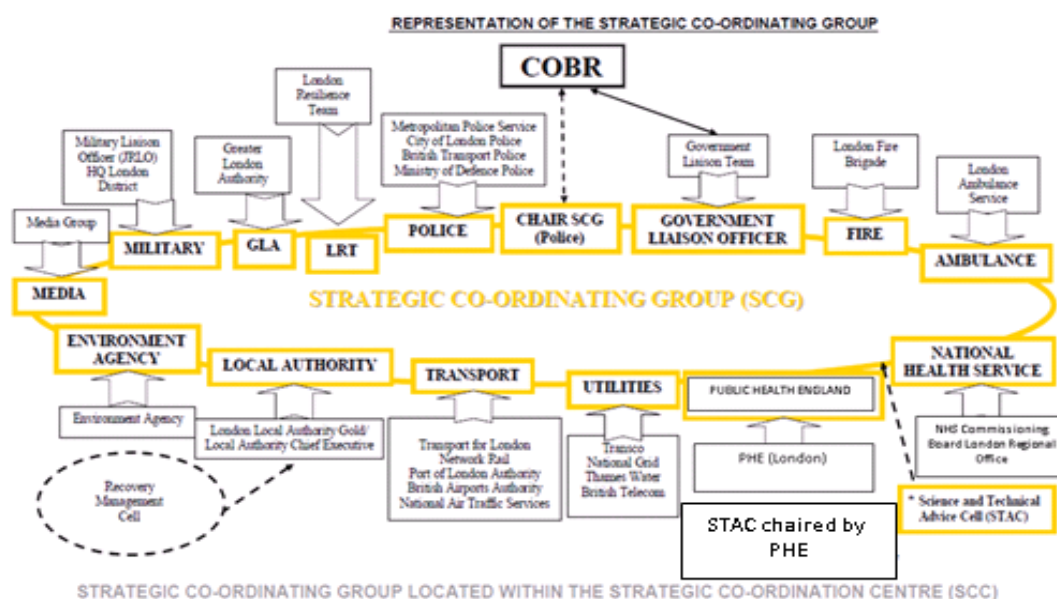 REPRESENTATION OF THE STRATEGIC CO-ORDINATING GROUP
COBR
London
Resilience
Team
Metropolitan Police Service
City of London Police
British Transport Police
Ministry of Defence Police
Government
Liaison Team
London Fire
Brigade
London
Ambulance
Service
Military Liaison
Officer (JRLO)
HQ London
District
Greater
London
Authority
Media Group
MEDIA
MILITARY
GLA
LRT
POLICE
CHAIR SCG
(Police)
GOVERNMENT
LIAISON OFFICER
FIRE
AMBULANCE
STRATEGIC CO-ORDINATING GROUP (SCG)
ENVIRONMENT
AGENCY
LOCAL AUTHORITY
TRANSPORT
UTILITIES
PUBLIC HEALTH ENGLAND
NATIONAL
HEALTH SERVICE
Environment Agency
London Local Authority Gold/
Local Authority Chief Executive
Transport for London
Network Rail
Port of London Authority
British Airports Authority
National Air Traffic Services
Transco
National Grid
Thames Water
British Telecom
PHE (London)
NHS Commissioning
Board London Regional
Office
Recovery
Management
Cell
STAC chaired by
PHE
* Science and Technical
Advice Cell (STAC)
STRATEGIC CO-ORDINATING GROUP LOCATED WITHIN THE STRATEGIC CO-ORDINATION CENTRE (SCC)